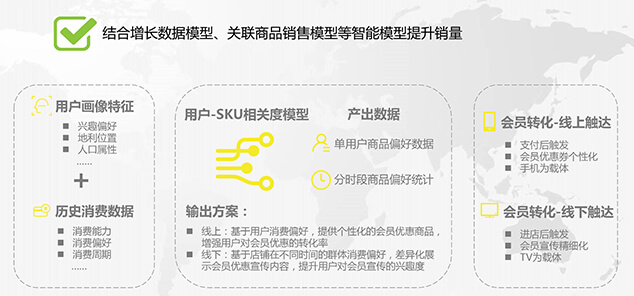 结合增长数据模型、关联商品销售模型等智能模型提升销量
用户画像特征
■ 兴趣偏好
■ 地利位置
■ 人口属性
......
+
历史消费数据
■ 消费能力
■ 消费偏好
■ 消费周期
......
用户-SKU相关度模型
产出数据
单用户商品偏好数据
分时段商品偏好统计
输出方案：
■ 线上：基于用户消费偏好，提供个性化的会员优惠商品，
增强用户对会员优惠的转化率
■ 线下：基于店铺在不同时间的群体消费偏好，差异化展
示会员优惠宣传内容，提升用户对会员宣传的兴趣度
会员转化-线上触达
■ 支付后触发
■ 会员优惠券个性化
■ 手机为载体
会员转化-线下触达
■ 进店后触发
■ 会员宣传精细化
■ TV为载体